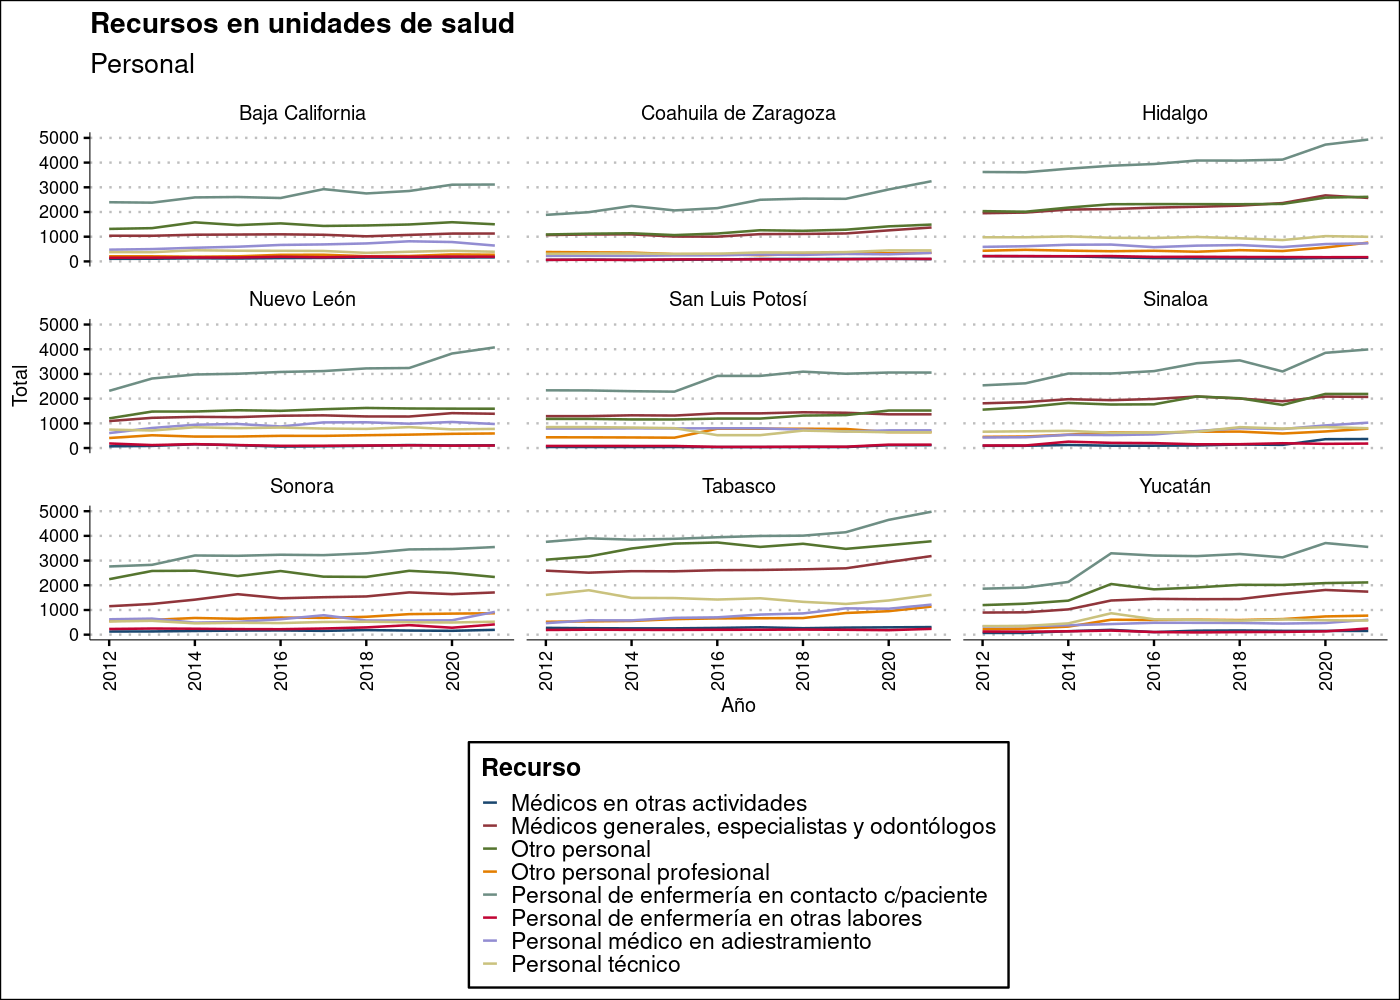 Recursos en unidades de salud
Personal
Baja California
Coahuila de Zaragoza
Hidalgo
5000
4000
3000
2000
1000
0
Nuevo León
San Luis Potosí
Sinaloa
5000
4000
3000
2000
1000
0
Total
Sonora
Tabasco
Yucatán
5000
4000
3000
2000
1000
0
2012
2014
2016
2018
2020
2012
2014
2016
2018
2020
2012
2014
2016
2018
2020
Año
Recurso
Médicos en otras actividades
Médicos generales, especialistas y odontólogos
Otro personal
Otro personal profesional
Personal de enfermería en contacto c/paciente
Personal de enfermería en otras labores
Personal médico en adiestramiento
Personal técnico